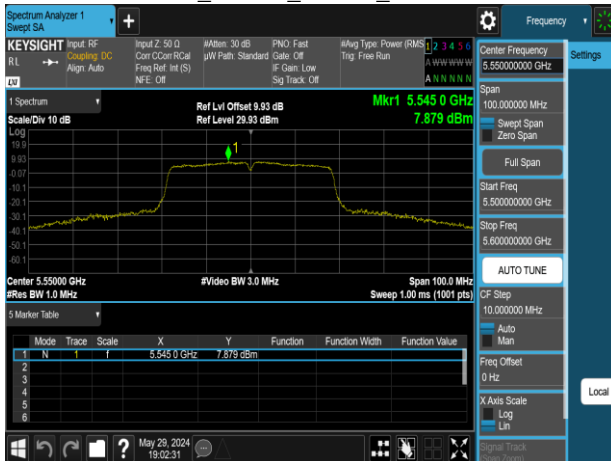 Spectrum Analyzer 1
Swept SA
+
Frequency
KEYSIGHT
RL
LXI
Input: RF
Coupling: DC
Align: Auto
Input Z: 50 Ω
Corr CCorr RCal
Freq Ref: Int (S)
NFE: Off
#Atten: 30 dB
µW Path: Standard
PNO: Fast
Gate: Off
IF Gain: Low
Sig Track: Off
#Avg Type: Power (RMS
Trig: Free Run
1 2 3 4 5 6
A W W W W W
A N N N N N
1 Spectrum
Scale/Div 10 dB
Log
Ref Lvl Offset 9.93 dB
Ref Level 29.93 dBm
Mkr1 5.545 0 GHz
7.879 dBm
1
19.9
9.93
-0.07
-10.1
-20.1
-30.1
-40.1
-50.1
-60.1
Center 5.55000 GHz
#Res BW 1.0 MHz
#Video BW 3.0 MHz
Span 100.0 MHz
Sweep 1.00 ms (1001 pts)
5 Marker Table
Mode Trace Scale X Y Function Function Width Function Value
1 N 1 f 5.545 0 GHz 7.879 dBm
2
3
4
5
6
?
May 29, 2024
19:02:31
Center Frequency
5.550000000 GHz
Span
100.000000 MHz
Swept Span
Zero Span
Full Span
Start Freq
5.500000000 GHz
Stop Freq
5.600000000 GHz
AUTO TUNE
CF Step
10.000000 MHz
Auto
Man
Freq Offset
0 Hz
X Axis Scale
Log
Lin
Signal Track
(Span Zoom)
Settings
Local